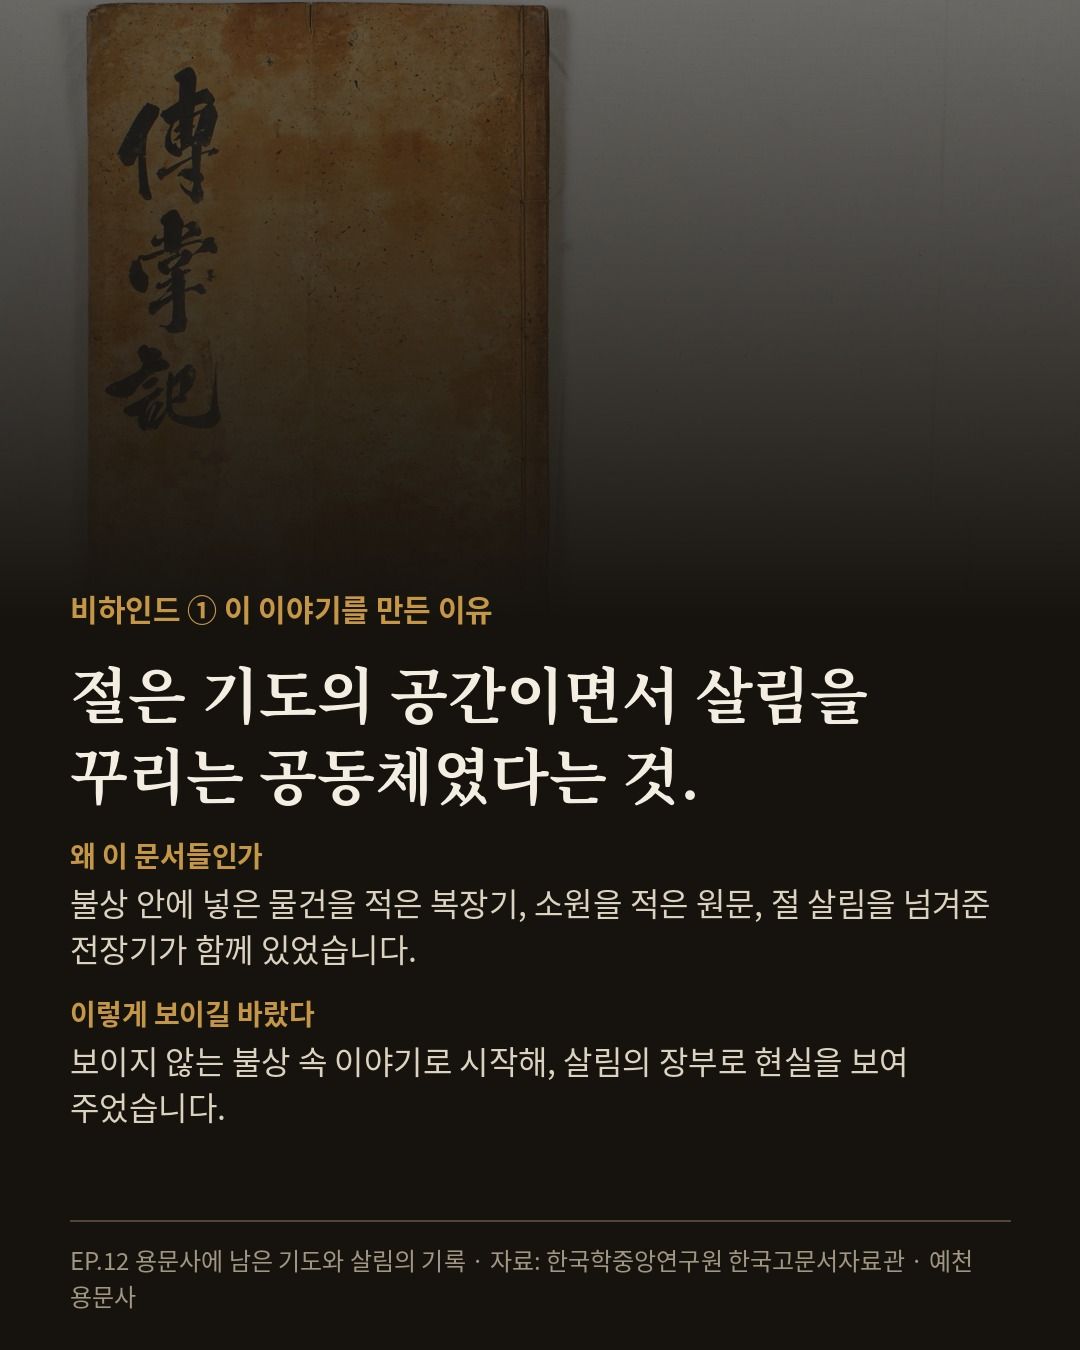 傳掌記
비하인드 ① 이 이야기를 만든 이유
절은 기도의 공간이면서 살림을
꾸리는 공동체였다는 것.
왜 이 문서들인가
불상 안에 넣은 물건을 적은 복장기, 소원을 적은 원문, 절 살림을 넘겨준
전장기가 함께 있었습니다.
이렇게 보이길 바랐다
보이지 않는 불상 속 이야기로 시작해, 살림의 장부로 현실을 보여
주었습니다.
EP.12 용문사에 남은 기도와 살림의 기록 · 자료: 한국학중앙연구원 한국고문서자료관 · 예천
용문사